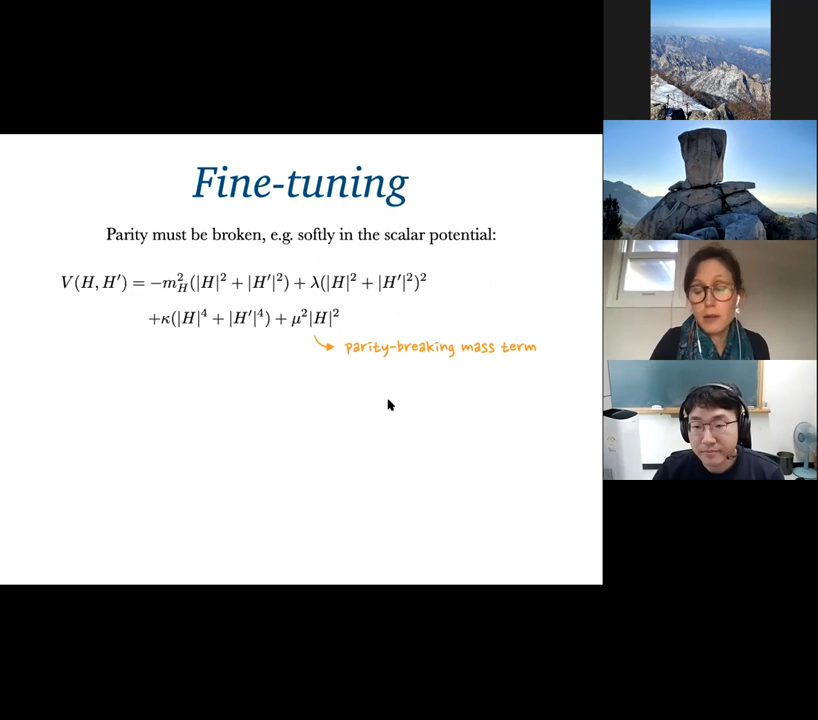 Fine-tuning
Parity must be broken, e.g. softly in the scalar potential:
V(H, H′) = −m_H^2(|H|^2 + |H′|^2) + λ(|H|^2 + |H′|^2)^2
+κ(|H|^4 + |H′|^4) + μ^2|H|^2
parity-breaking mass term